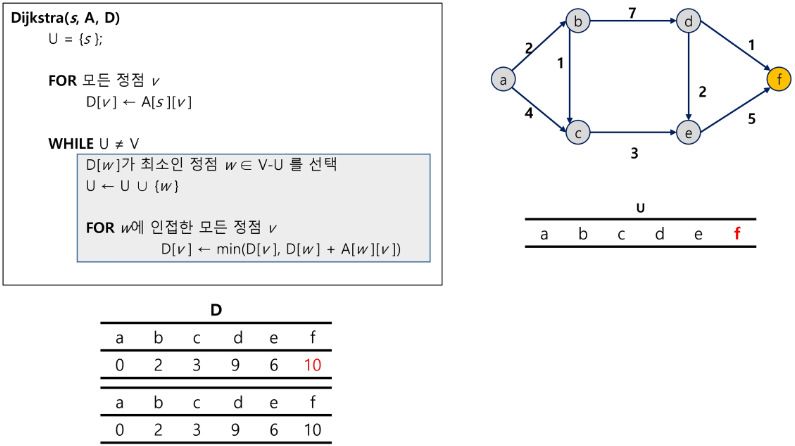 Dijkstra(s, A, D)
U = {s};
FOR 모든 정점 v
D[v] ← A[s][v]
WHILE U ≠ V
D[w]가 최소인 정점 w ∈ V-U 를 선택
U ← U ∪ {w}
FOR w에 인접한 모든 정점 v
D[v] ← min(D[v], D[w] + A[w][v])
b 7 d
2 1 1
a f
4 2 5
c e
3
U
a b c d e f
D
a b c d e f
0 2 3 9 6 10
a b c d e f
0 2 3 9 6 10